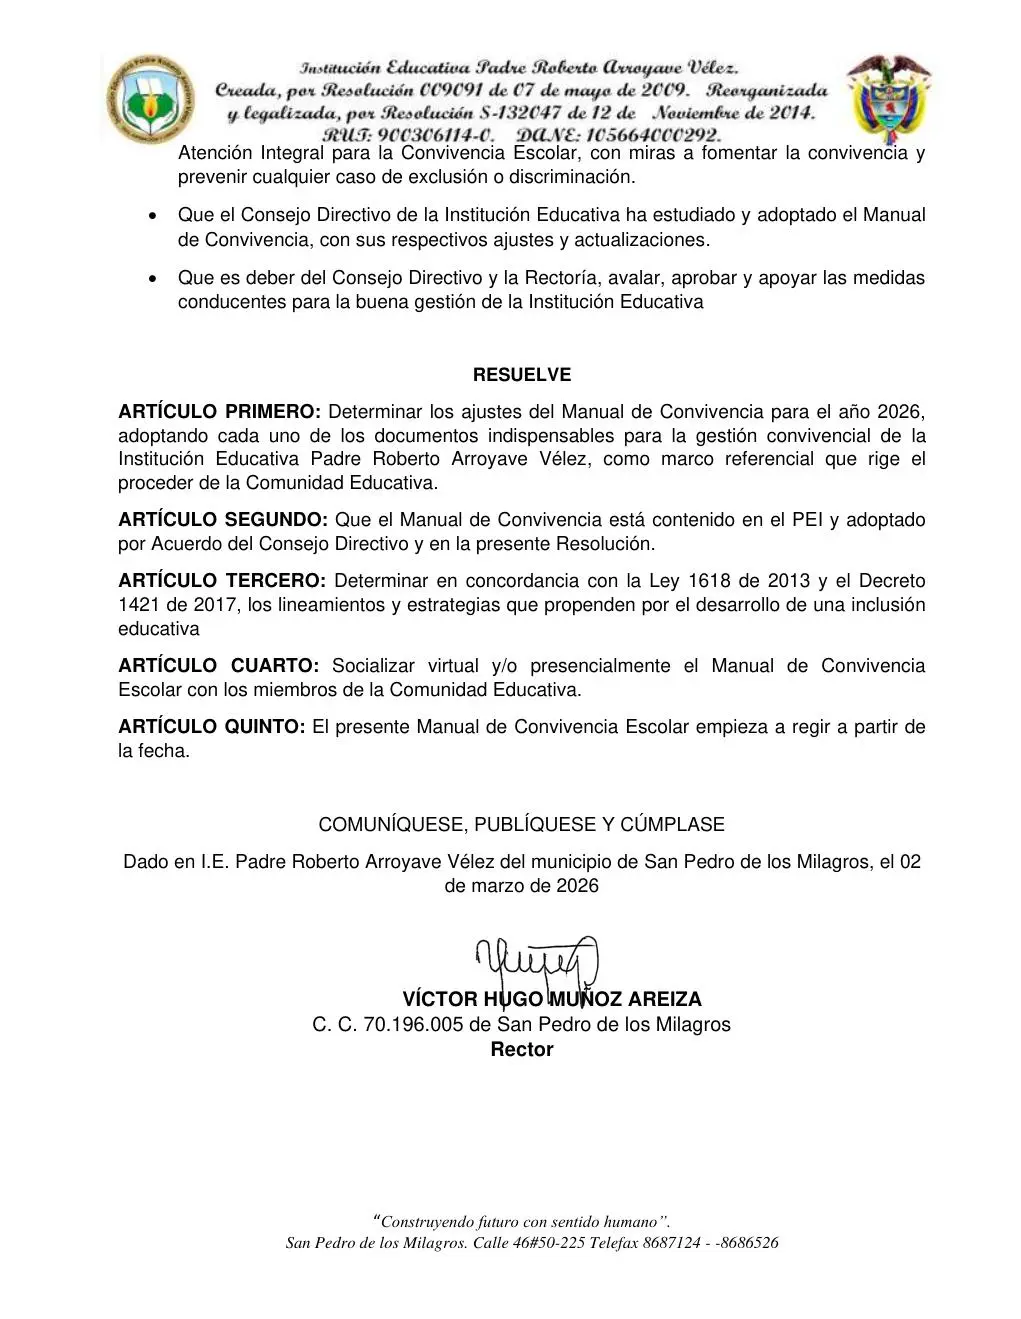 Institución Educativa Padre Roberto Arroyave Vélez.
Creada, por Resolución 009091 de 07 de mayo de 2009. Reorganizada
y legalizada, por Resolución S-132047 de 12 de Noviembre de 2014.
RUT: 900306114-0. DANE: 105664000292.
Atención Integral para la Convivencia Escolar, con miras a fomentar la convivencia y
prevenir cualquier caso de exclusión o discriminación.
• Que el Consejo Directivo de la Institución Educativa ha estudiado y adoptado el Manual
de Convivencia, con sus respectivos ajustes y actualizaciones.
• Que es deber del Consejo Directivo y la Rectoría, avalar, aprobar y apoyar las medidas
conducentes para la buena gestión de la Institución Educativa
RESUELVE
ARTÍCULO PRIMERO: Determinar los ajustes del Manual de Convivencia para el año 2026,
adoptando cada uno de los documentos indispensables para la gestión convivencial de la
Institución Educativa Padre Roberto Arroyave Vélez, como marco referencial que rige el
proceder de la Comunidad Educativa.
ARTÍCULO SEGUNDO: Que el Manual de Convivencia está contenido en el PEI y adoptado
por Acuerdo del Consejo Directivo y en la presente Resolución.
ARTÍCULO TERCERO: Determinar en concordancia con la Ley 1618 de 2013 y el Decreto
1421 de 2017, los lineamientos y estrategias que propenden por el desarrollo de una inclusión
educativa
ARTÍCULO CUARTO: Socializar virtual y/o presencialmente el Manual de Convivencia
Escolar con los miembros de la Comunidad Educativa.
ARTÍCULO QUINTO: El presente Manual de Convivencia Escolar empieza a regir a partir de
la fecha.
COMUNÍQUESE, PUBLÍQUESE Y CÚMPLASE
Dado en I.E. Padre Roberto Arroyave Vélez del municipio de San Pedro de los Milagros, el 02
de marzo de 2026
VÍCTOR HUGO MUÑOZ AREIZA
C. C. 70.196.005 de San Pedro de los Milagros
Rector
"Construyendo futuro con sentido humano".
San Pedro de los Milagros. Calle 46#50-225 Telefax 8687124 - -8686526